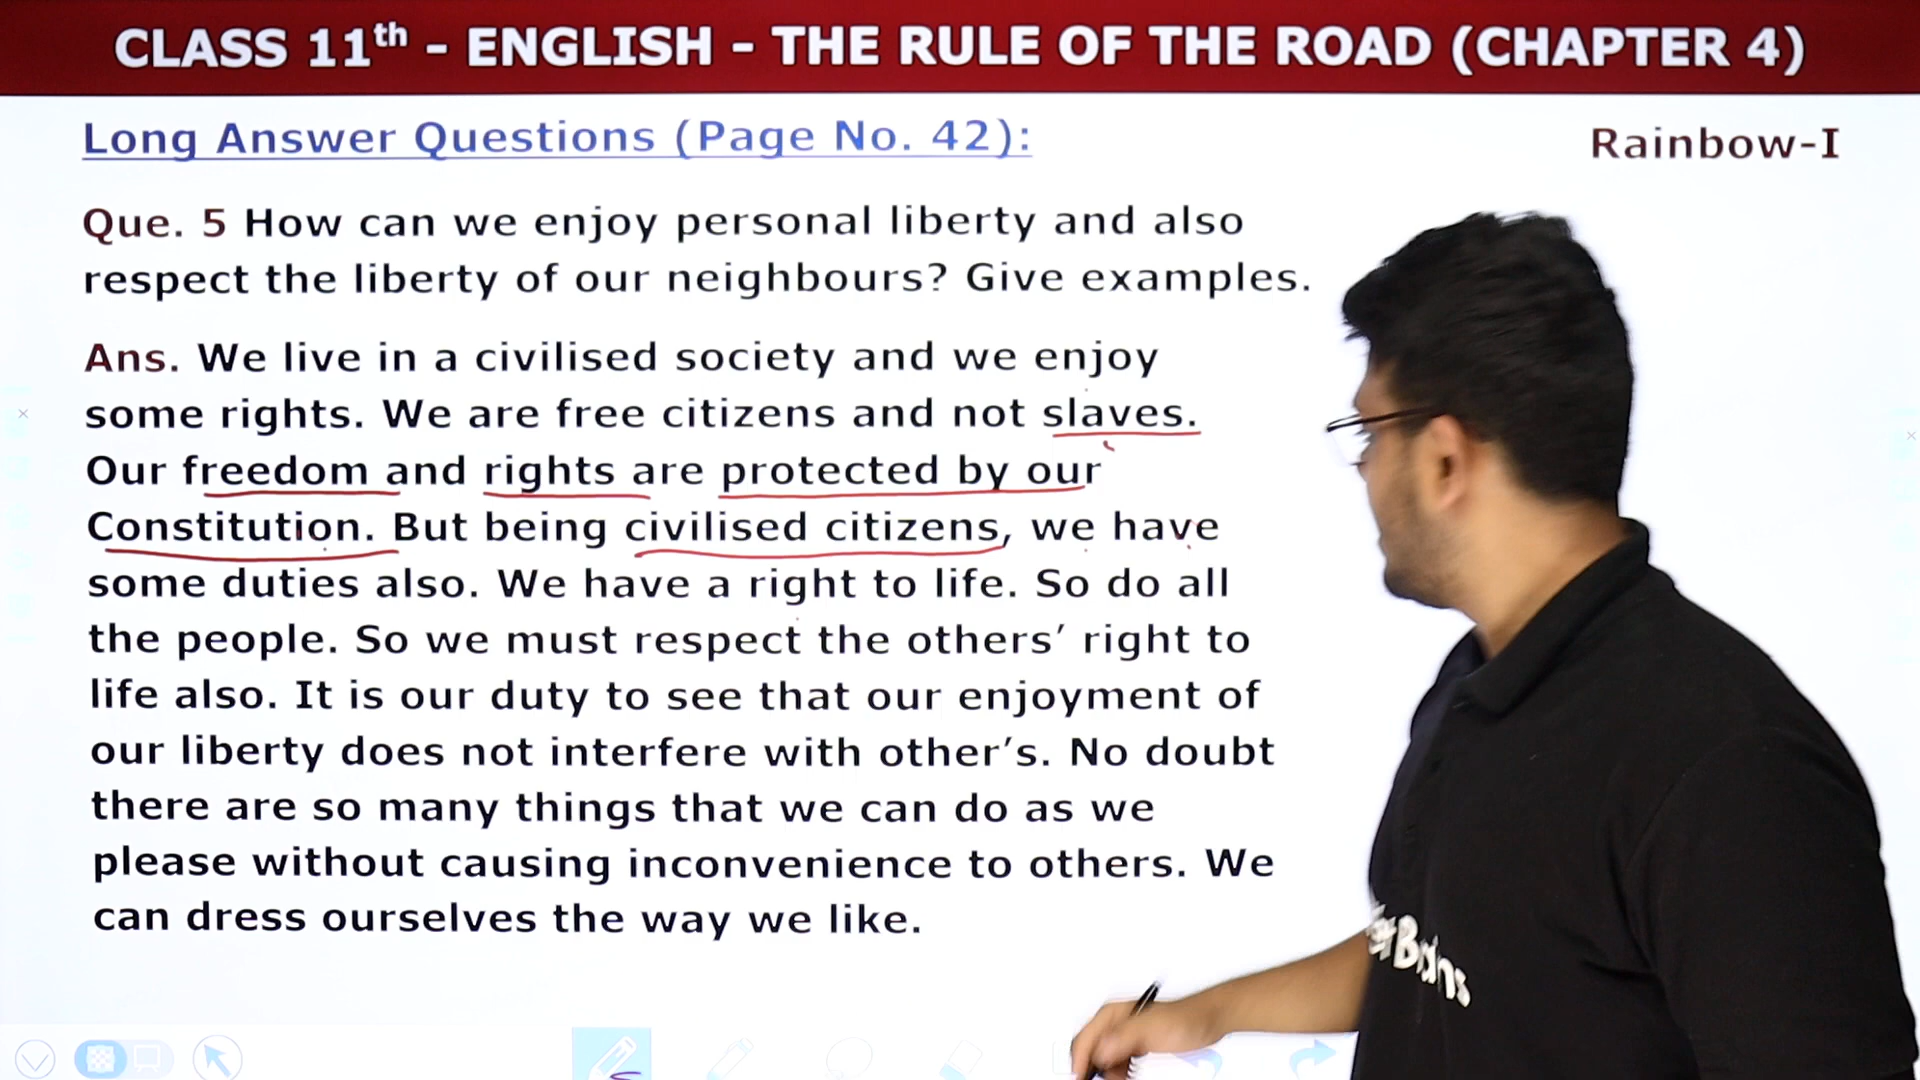 CLASS 11th - ENGLISH - THE RULE OF THE ROAD (CHAPTER 4)
Long Answer Questions (Page No. 42):
Rainbow-I
Que. 5 How can we enjoy personal liberty and also
respect the liberty of our neighbours? Give examples.
Ans. We live in a civilised society and we enjoy
some rights. We are free citizens and not slaves.
Our freedom and rights are protected by our
Constitution. But being civilised citizens, we have
some duties also. We have a right to life. So do all
the people. So we must respect the others’ right to
life also. It is our duty to see that our enjoyment of
our liberty does not interfere with other’s. No doubt
there are so many things that we can do as we
please without causing inconvenience to others. We
can dress ourselves the way we like.